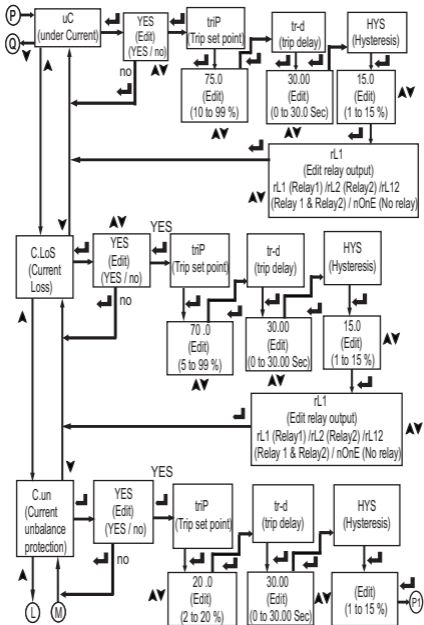 P
Q
uC
(under Current)
YES
(Edit)
(YES / no)
no
triP
(Trip set point)
75.0
(Edit)
(10 to 99 %)
tr-d
(trip delay)
30.00
(Edit)
(0 to 30.0 Sec)
HYS
(Hysteresis)
15.0
(Edit)
(1 to 15 %)
rL1
(Edit relay output)
rL1 (Relay1) /rL2 (Relay2) /rL12
(Relay 1 & Relay2) / nOnE (No relay)
C.LoS
(Current
Loss)
YES
(Edit)
(YES / no)
YES
no
triP
(Trip set point)
70 .0
(Edit)
(5 to 99 %)
tr-d
(trip delay)
30.00
(Edit)
(0 to 30.00 Sec)
HYS
(Hysteresis)
15.0
(Edit)
(1 to 15 %)
rL1
(Edit relay output)
rL1 (Relay1) /rL2 (Relay2) /rL12
(Relay 1 & Relay2) / nOnE (No relay)
C.un
(Current
unbalance
protection)
YES
(Edit)
(YES / no)
YES
no
triP
(Trip set point)
20 .0
(Edit)
(2 to 20 %)
tr-d
(trip delay)
30.00
(Edit)
(0 to 30.00 Sec)
HYS
(Hysteresis)
(Edit)
(1 to 15 %)
P1
L
M